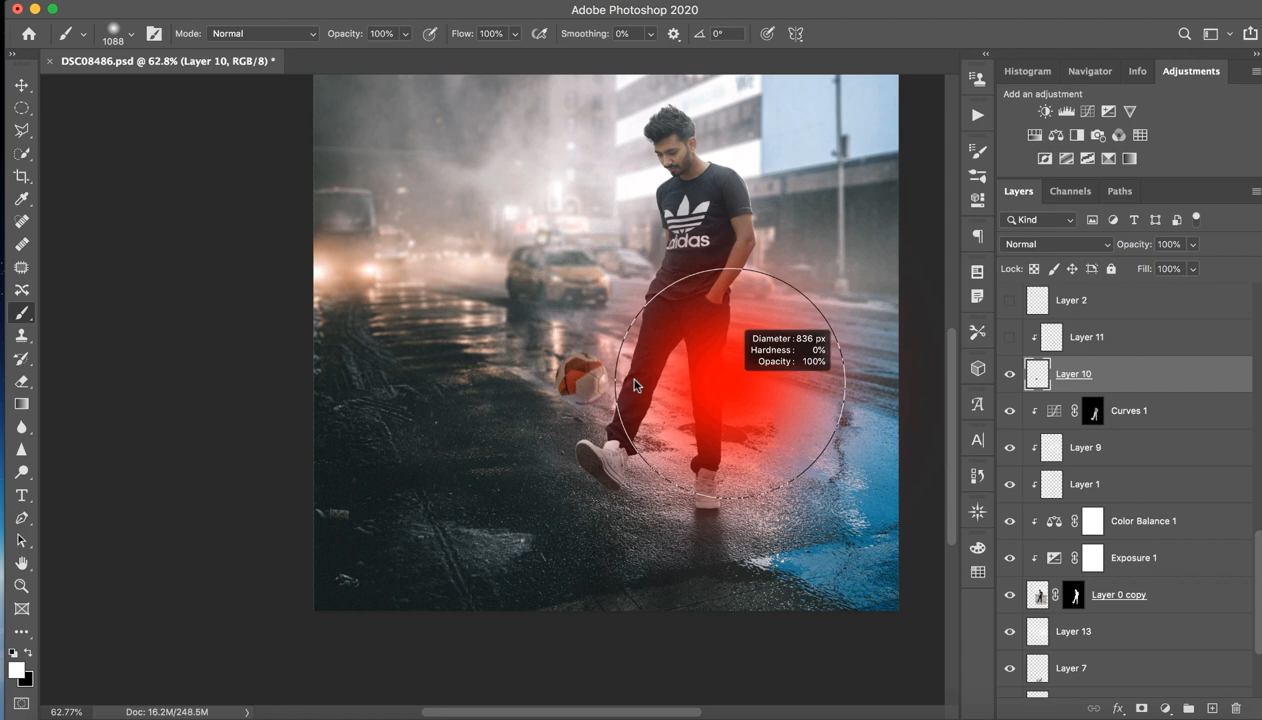 Adobe Photoshop 2020
1088
Mode: Normal
Opacity: 100%
Flow: 100%
Smoothing: 0%
0°
DSC08486.psd @ 62.8% (Layer 10, RGB/8) *
Histogram
Navigator
Info
Adjustments
Add an adjustment
Layers
Channels
Paths
Kind
Normal
Opacity: 100%
Lock:
Fill: 100%
Layer 2
Layer 11
Layer 10
Curves 1
Layer 9
Layer 1
Color Balance 1
Exposure 1
Layer 0 copy
Layer 13
Layer 7
adidas
Diameter: 836 px
Hardness: 0%
Opacity: 100%
62.77%
Doc: 16.2M/248.5M